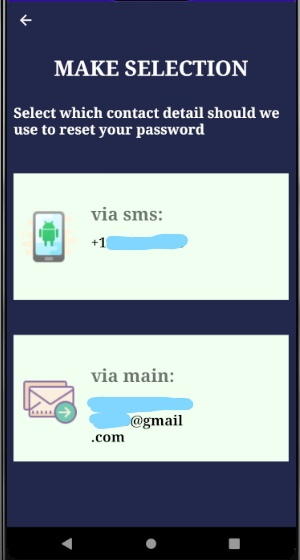 MAKE SELECTION
Select which contact detail should we
use to reset your password
via sms:
+1
via main:
@gmail
.com